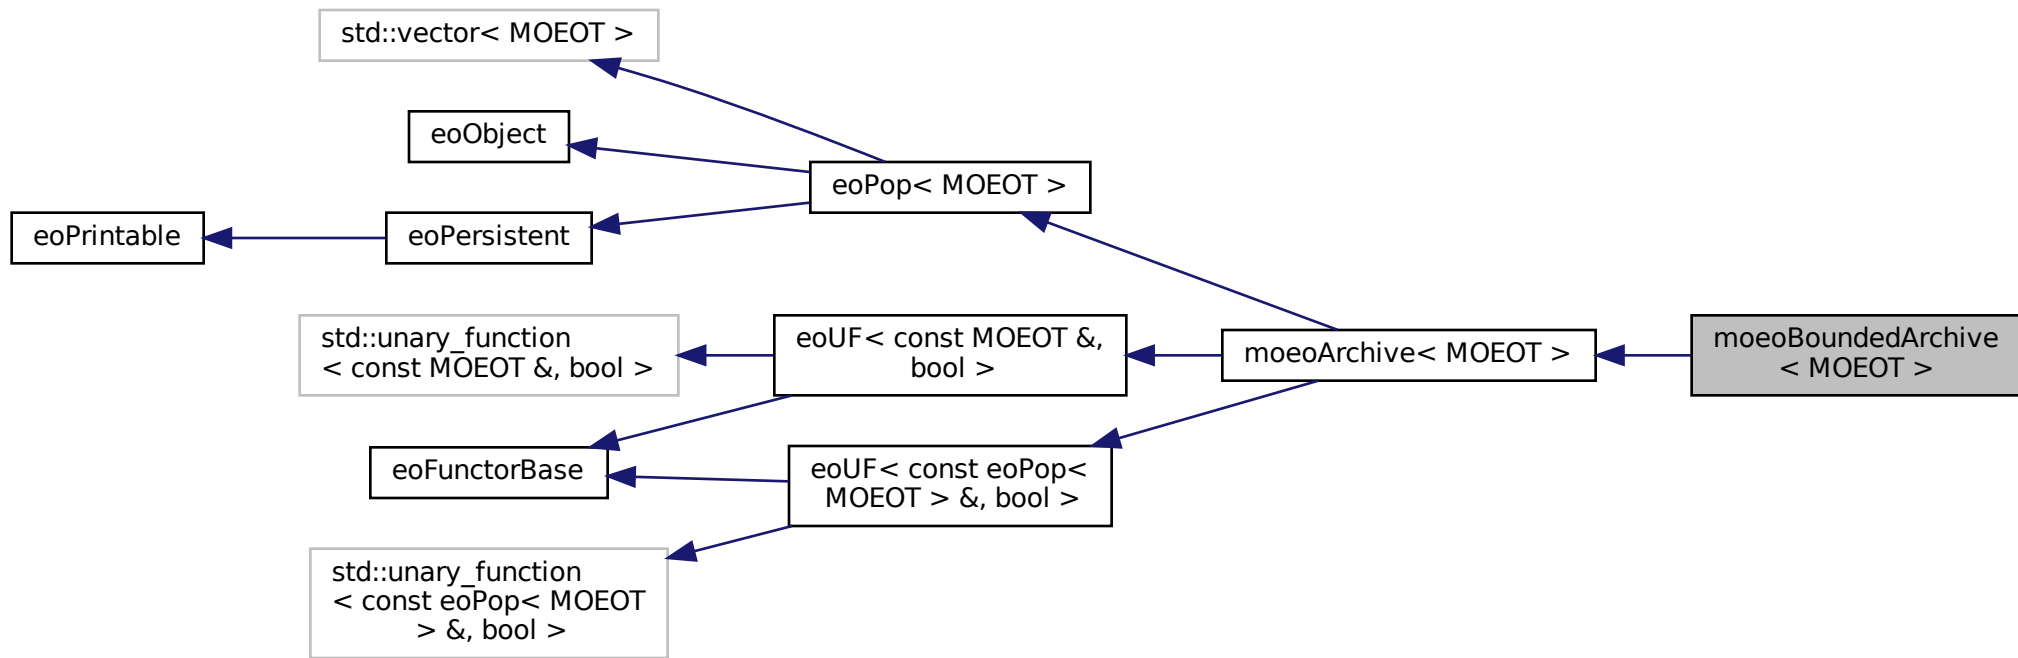 std::vector< MOEOT >
eoObject
eoPop< MOEOT >
eoPrintable
eoPersistent
std::unary_function
< const MOEOT &, bool >
eoUF< const MOEOT &,
bool >
moeoArchive< MOEOT >
moeoBoundedArchive
< MOEOT >
eoFunctorBase
eoUF< const eoPop<
MOEOT > &, bool >
std::unary_function
< const eoPop< MOEOT
> &, bool >